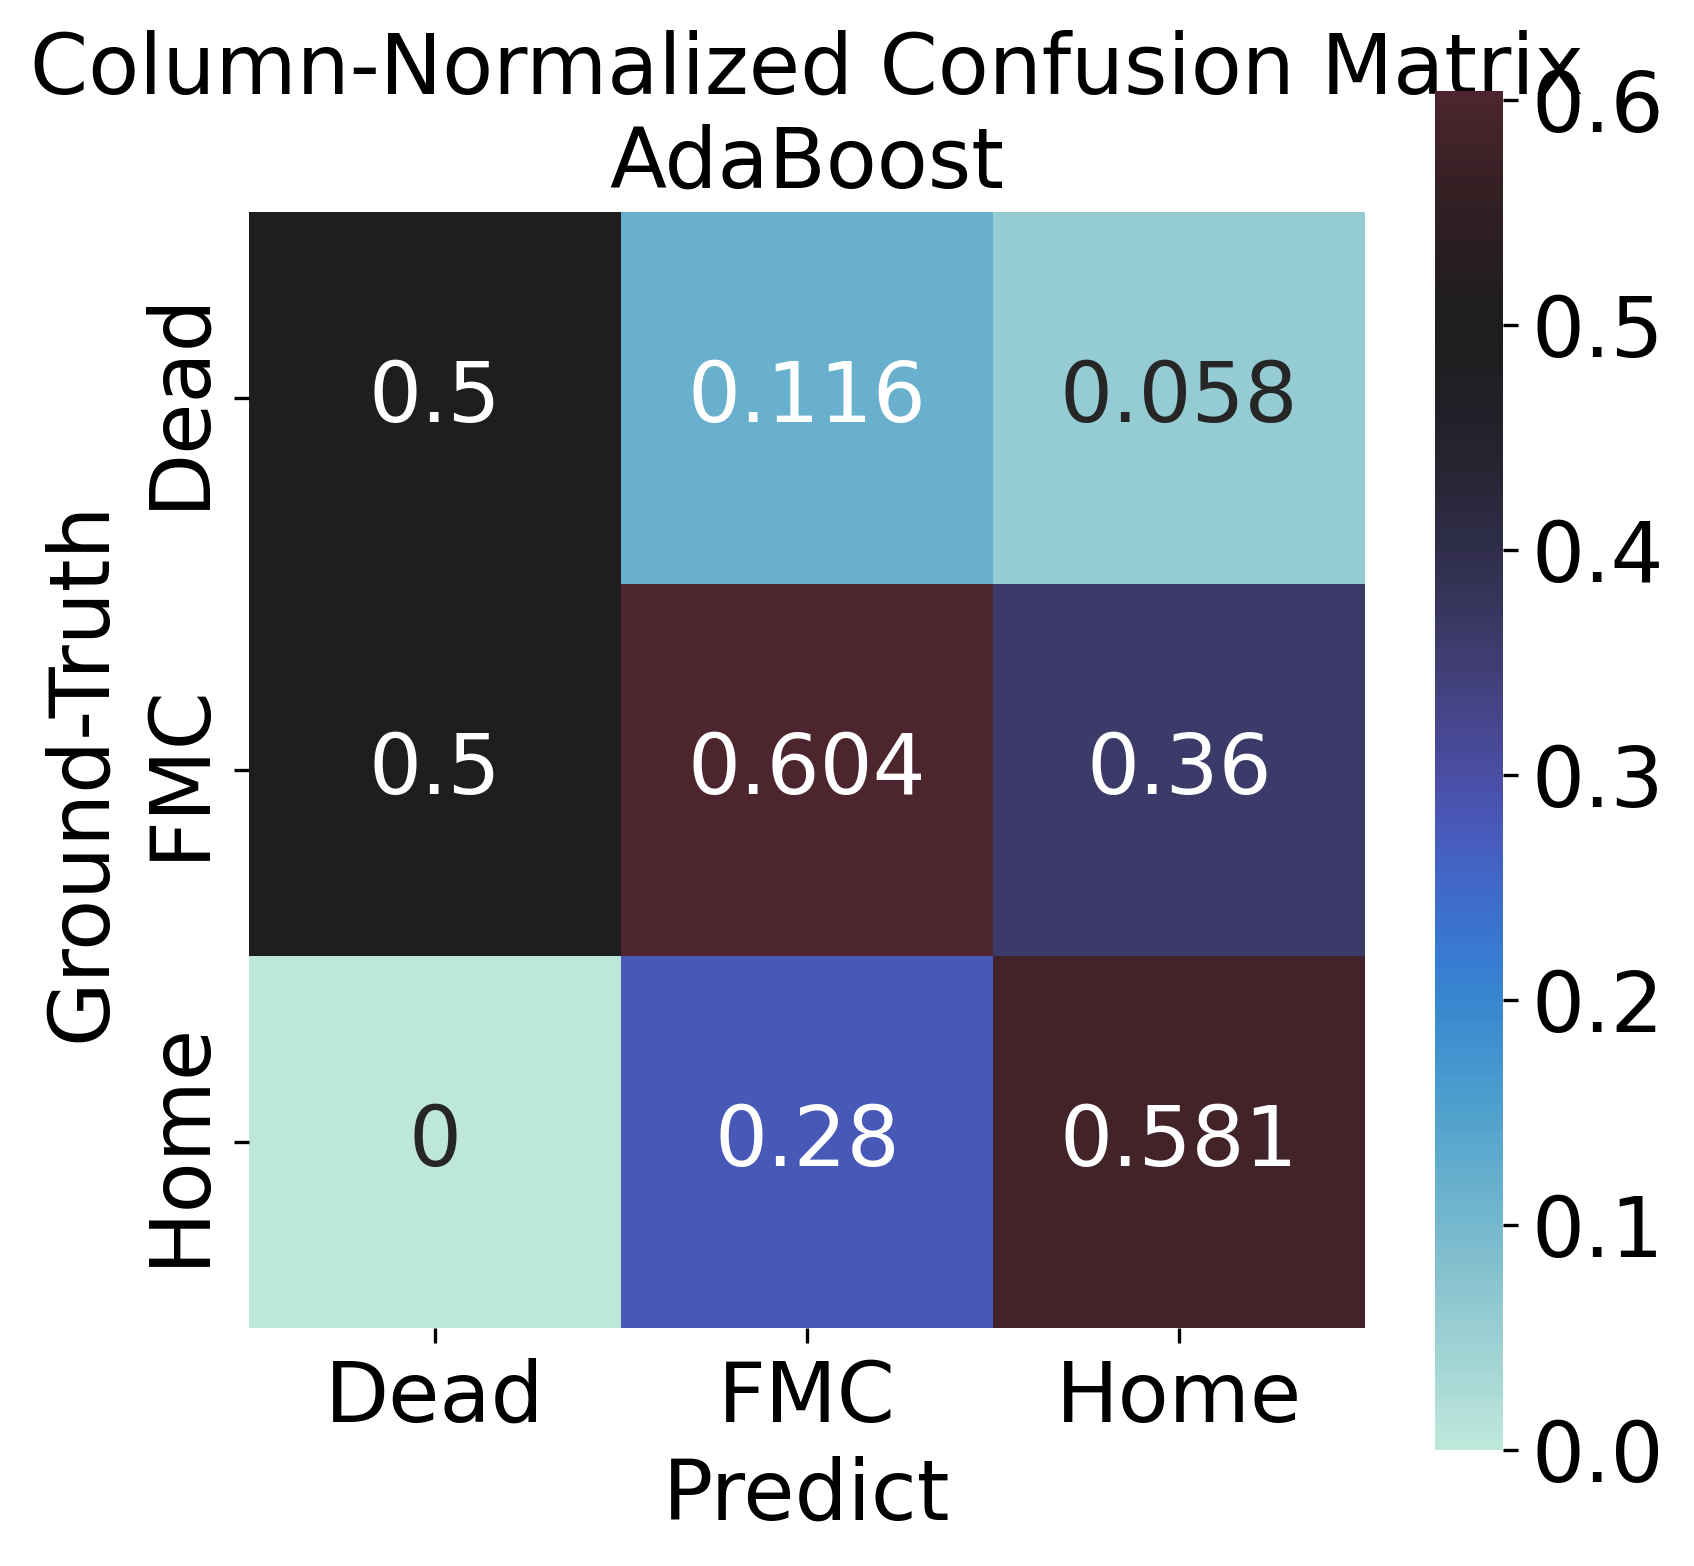 Column-Normalized Confusion Matrix
AdaBoost
Ground-Truth
Dead
0.5 0.116 0.058
FMC
0.5 0.604 0.36
Home
0 0.28 0.581
Dead FMC Home
Predict
0.6
0.5
0.4
0.3
0.2
0.1
0.0